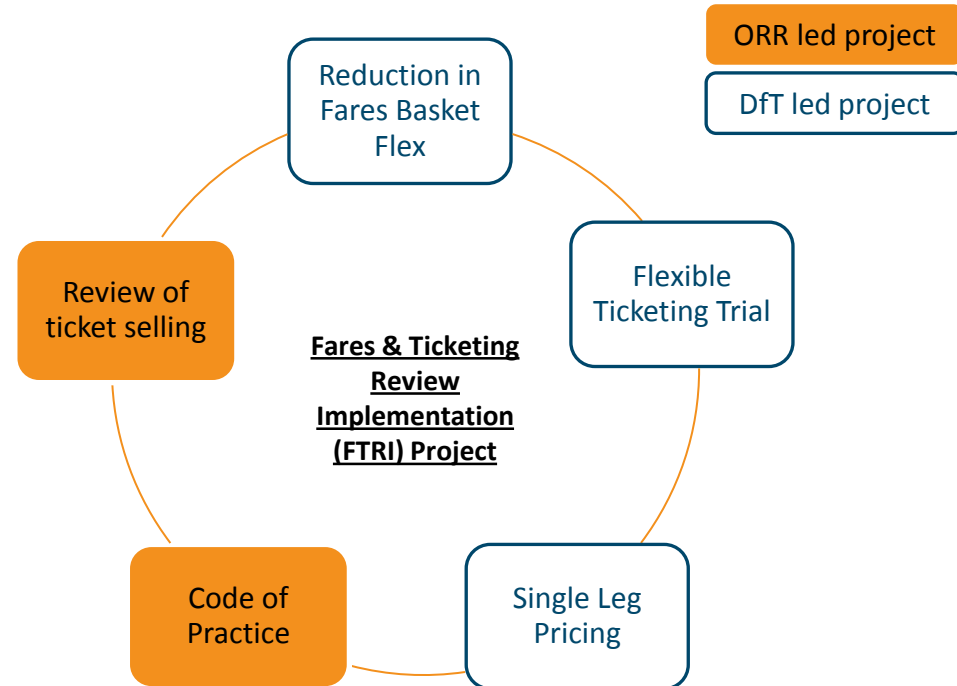 ORR led project
DfT led project
Reduction in
Fares Basket
Flex
Flexible
Ticketing Trial
Single Leg
Pricing
Code of
Practice
Review of
ticket selling
Fares & Ticketing
Review
Implementation
(FTRI) Project